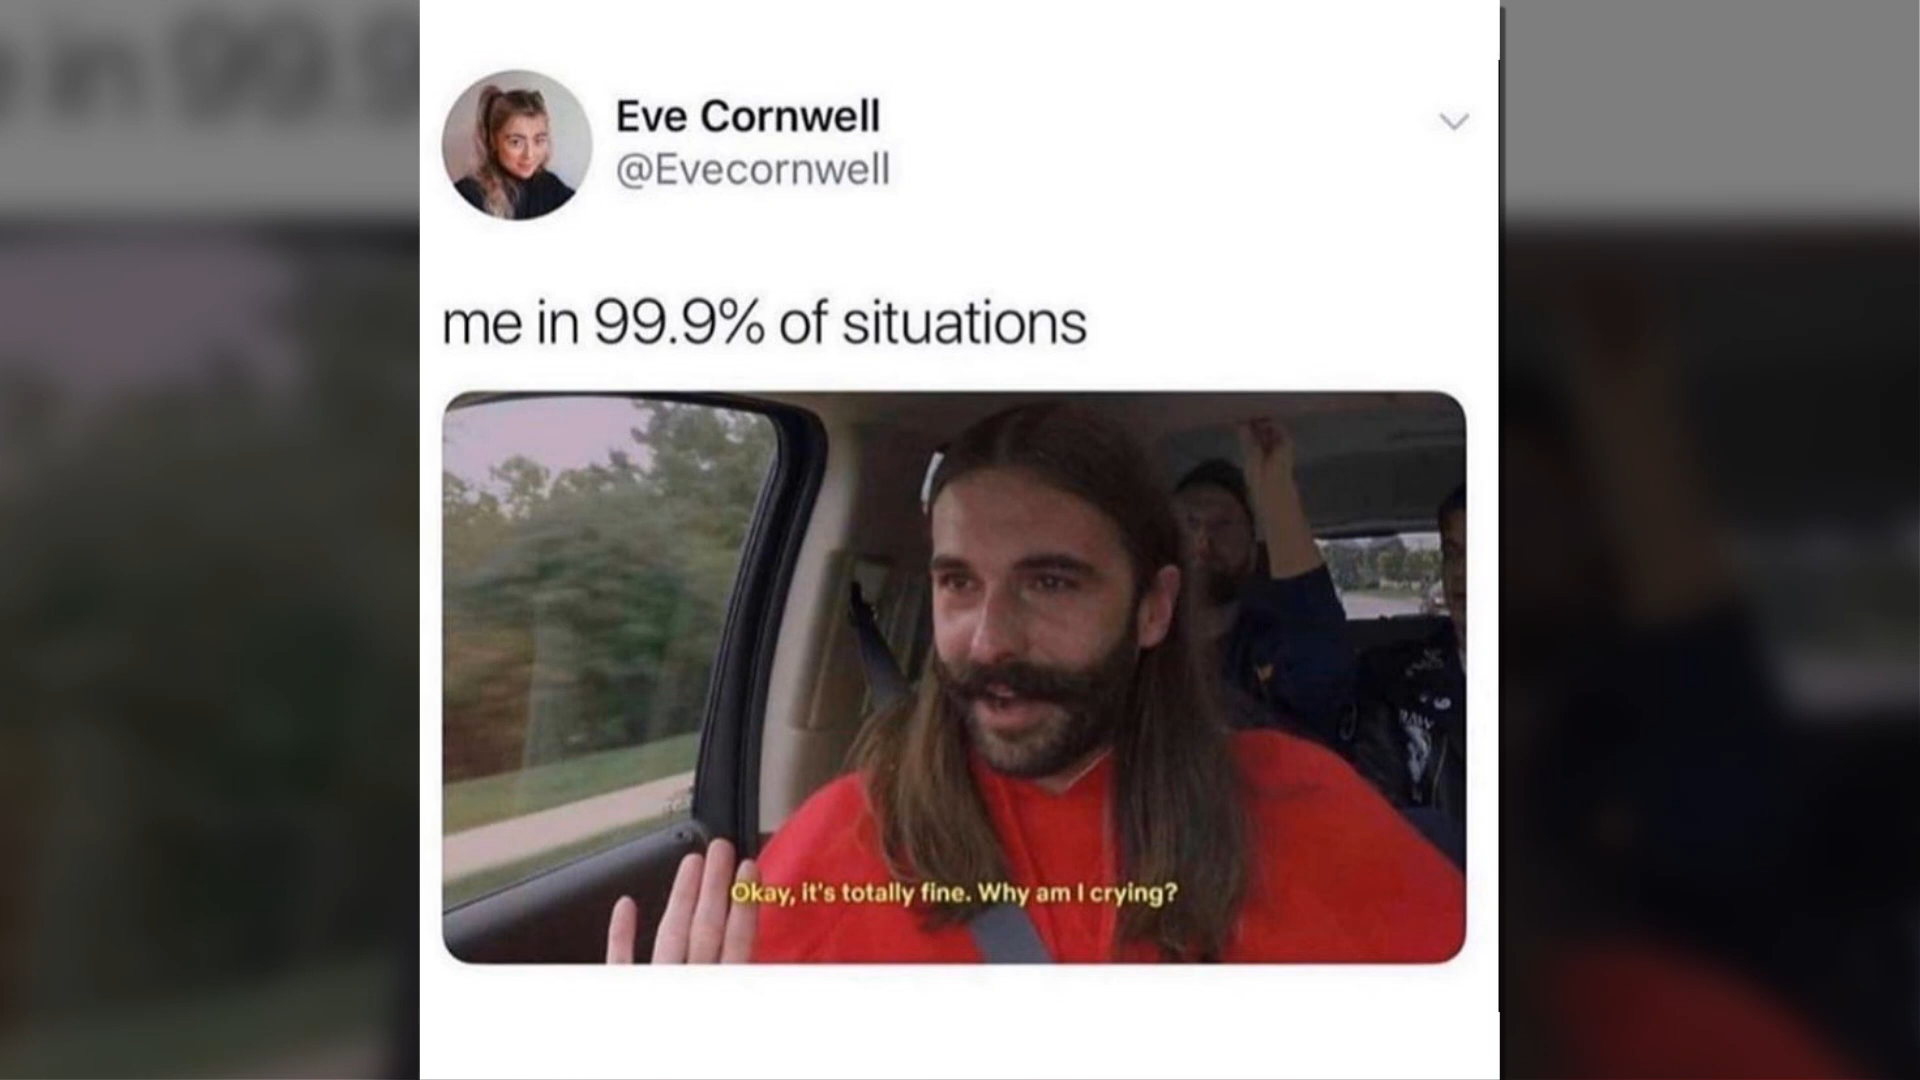 Eve Cornwell
@Evecornwell
me in 99.9% of situations
Okay, it's totally fine. Why am I crying?